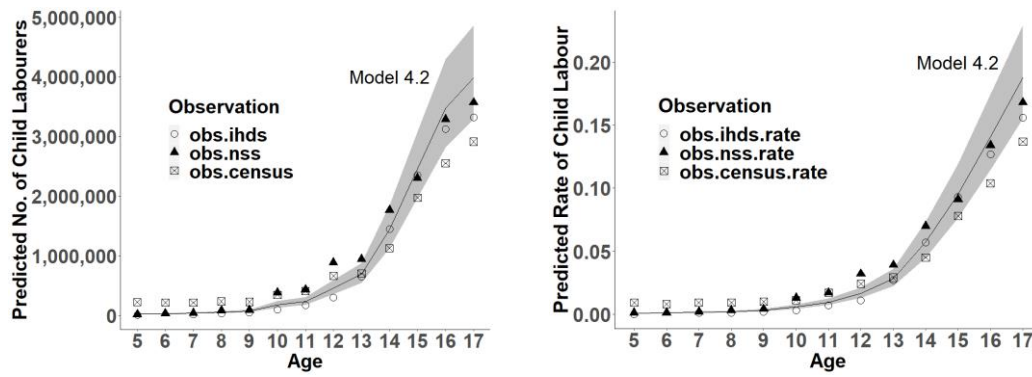 Predicted No. of Child Labourers
5,000,000
4,000,000
3,000,000
2,000,000
1,000,000
0
Model 4.2
Observation
obs.ihds
obs.nss
obs.census
5 6 7 8 9 10 11 12 13 14 15 16 17
Age
Predicted Rate of Child Labour
0.20
0.15
0.10
0.05
0.00
Model 4.2
Observation
obs.ihds.rate
obs.nss.rate
obs.census.rate
5 6 7 8 9 10 11 12 13 14 15 16 17
Age